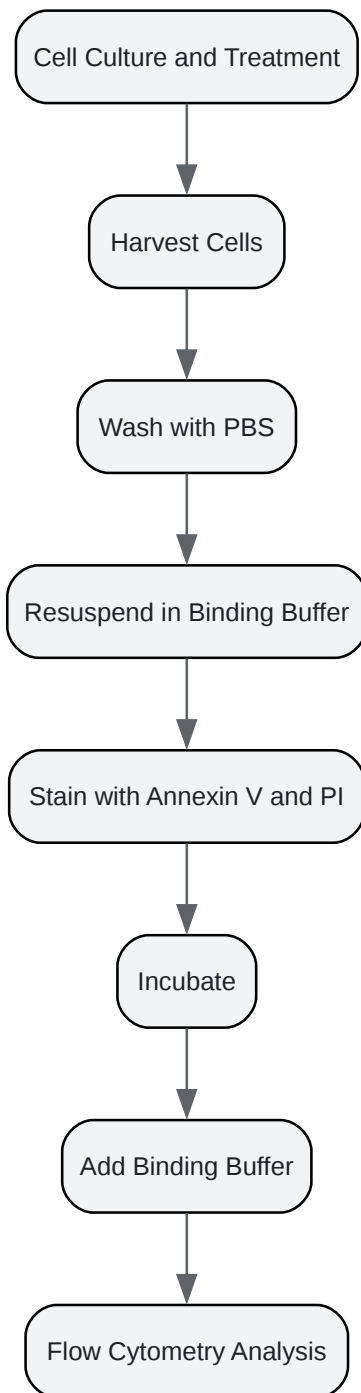 Cell Culture and Treatment
Harvest Cells
Wash with PBS
Resuspend in Binding Buffer
Stain with Annexin V and PI
Incubate
Add Binding Buffer
Flow Cytometry Analysis